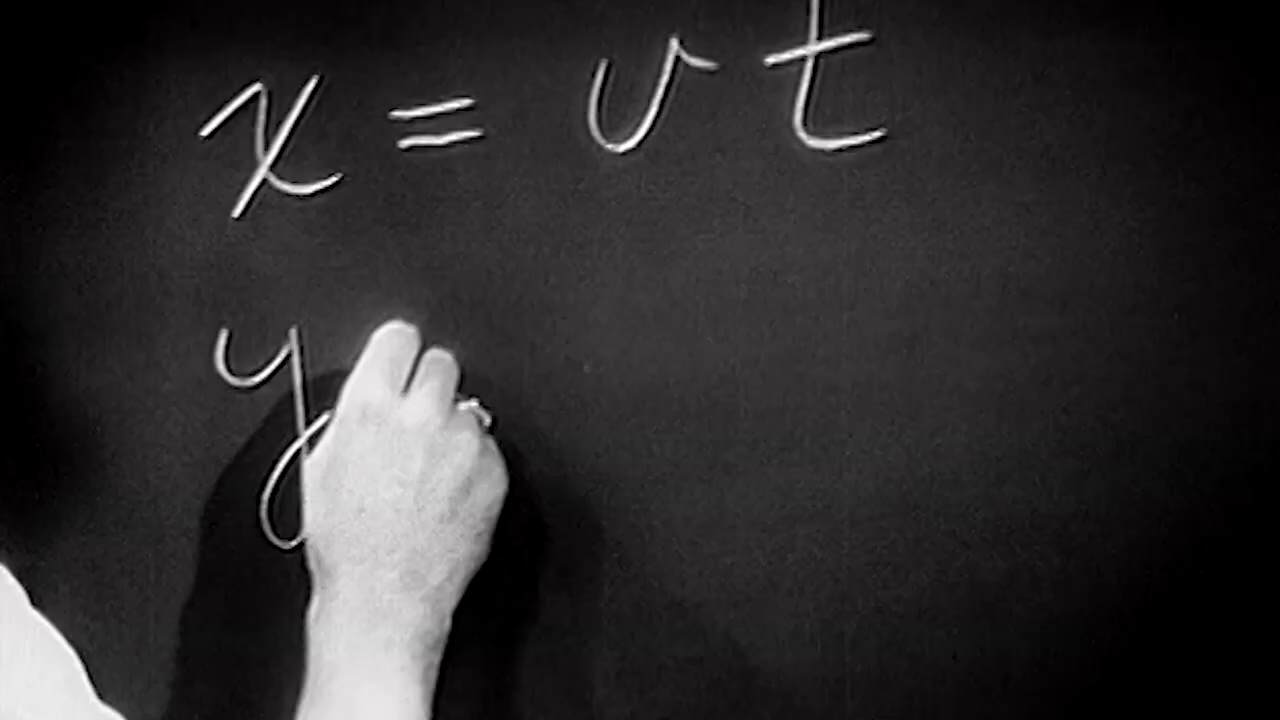 x = vt
y